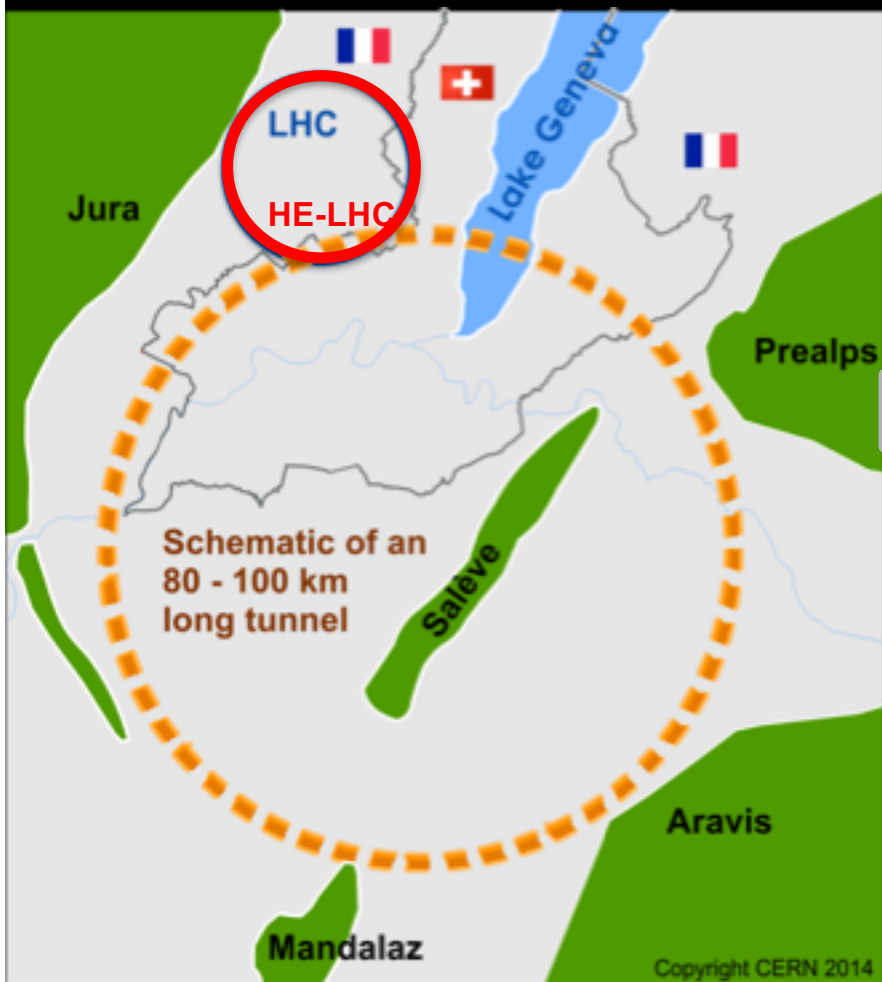 LHC
Lake Geneva
Jura
HE-LHC
Prealps
Schematic of an
80 - 100 km
long tunnel
Salève
Aravis
Mandalaz
Copyright CERN 2014